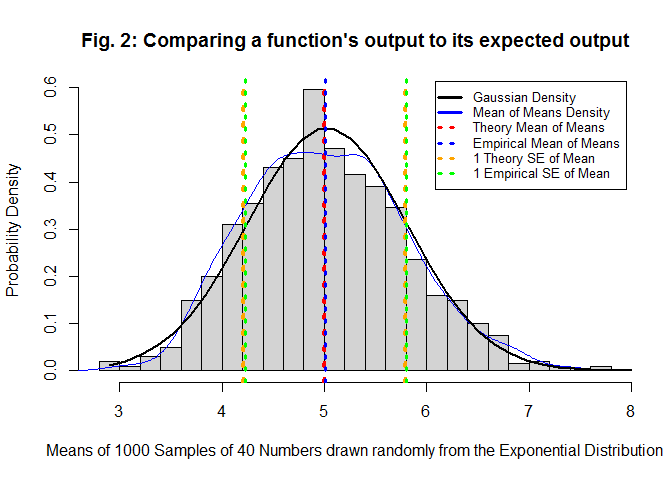 Fig. 2: Comparing a function's output to its expected output
Probability Density
0.6
0.5
0.4
0.3
0.2
0.1
0.0
Gaussian Density
Mean of Means Density
Theory Mean of Means
Empirical Mean of Means
1 Theory SE of Mean
1 Empirical SE of Mean
3 4 5 6 7 8
Means of 1000 Samples of 40 Numbers drawn randomly from the Exponential Distribution